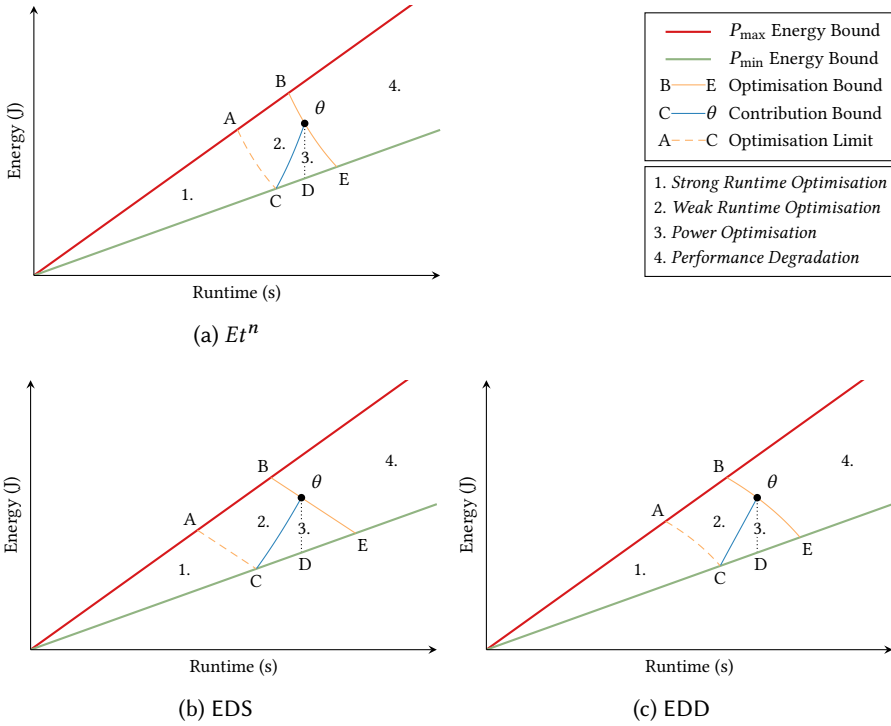 Energy (J)
A
B
θ
4.
2.
3.
1.
C
D
E
Runtime (s)
(a) Etⁿ
P_max Energy Bound
P_min Energy Bound
B E Optimisation Bound
C θ Contribution Bound
A C Optimisation Limit
1. Strong Runtime Optimisation
2. Weak Runtime Optimisation
3. Power Optimisation
4. Performance Degradation
Energy (J)
B
θ
4.
A
2.
3.
1.
C
D
E
Runtime (s)
(b) EDS
Energy (J)
B
θ
4.
A
2.
3.
1.
C
D
E
Runtime (s)
(c) EDD